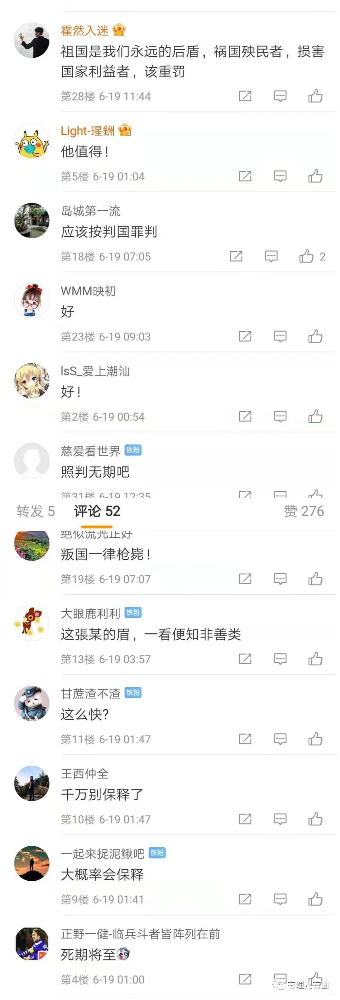 霍然入迷
祖国是我们永远的后盾，祸国殃民者，损害
国家利益者，该重罚
第28楼 6-19 11:44
Light-瑆銂
他值得！
第5楼 6-19 01:04
岛城第一流
应该按判国罪判
第18楼 6-19 07:05
2
WMM映初
好
第23楼 6-19 09:03
IsS_爱上潮汕
好！
第2楼 6-19 00:54
慈爱看世界 铁粉
照判无期吧
第31楼 6-19 12:35
转发 5 评论 52 赞 276
绝似流光正好
叛国一律枪毙！
第19楼 6-19 07:07
大眼鹿利利 铁粉
这張某的眉，一看便知非善类
第13楼 6-19 03:57
甘蔗渣不渣 铁粉
这么快?
第11楼 6-19 01:47
王西仲全
千万别保释了
第10楼 6-19 01:47
一起来捉泥鳅吧 铁粉
大概率会保释
第9楼 6-19 01:41
正野一健-临兵斗者皆阵列在前
死期将至
第4楼 6-19 01:00
有理儿有面